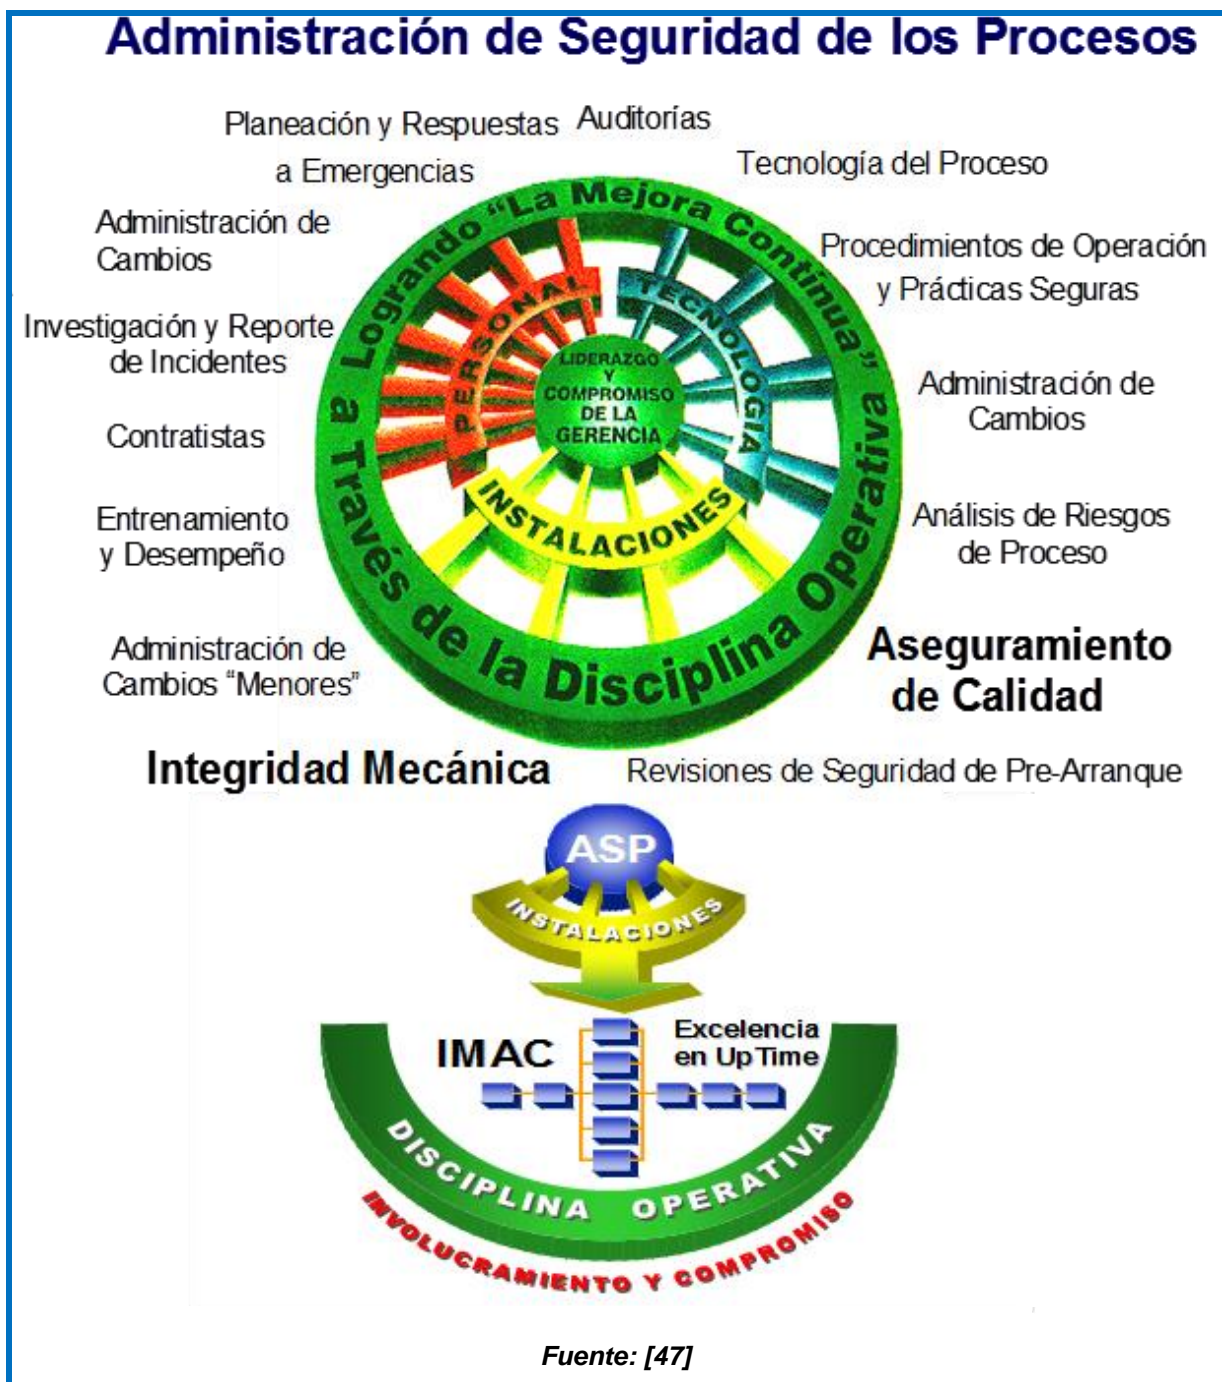 Administración de Seguridad de los Procesos
Planeación y Respuestas
a Emergencias
Auditorías
Tecnología del Proceso
Administración de
Cambios
Procedimientos de Operación
y Prácticas Seguras
Investigación y Reporte
de Incidentes
Administración de
Cambios
Contratistas
Entrenamiento
y Desempeño
Análisis de Riesgos
de Proceso
Administración de
Cambios “Menores”
Aseguramiento
de Calidad
Integridad Mecánica
Revisiones de Seguridad de Pre-Arranque
Logrando “La Mejora Continua”
a Través de la Disciplina Operativa
PERSONAL
TECNOLOGIA
INSTALACIONES
LIDERAZGO
Y
COMPROMISO
DE LA
GERENCIA
ASP
INSTALACIONES
IMAC
Excelencia
en UpTime
DISCIPLINA OPERATIVA
INVOLUCRAMIENTO Y COMPROMISO
Fuente: [47]